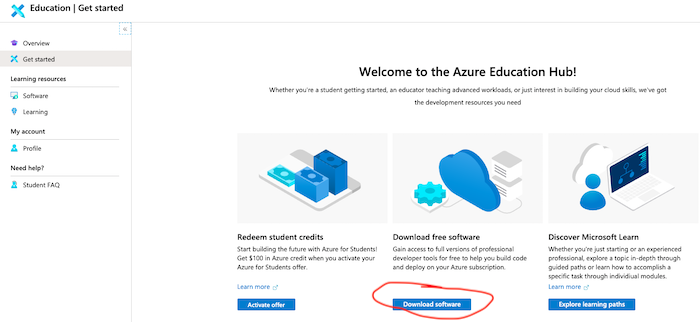 Education | Get started
«
Overview
Get started
Learning resources
Software
Learning
My account
Profile
Need help?
Student FAQ
Welcome to the Azure Education Hub!
Whether you're a student getting started, an educator teaching advanced workloads, or just interest in building your cloud skills, we've got
the development resources you need
Redeem student credits
Start building the future with Azure for Students!
Get $100 in Azure credit when you activate your
Azure for Students offer.
Learn more
Activate offer
Download free software
Gain access to full versions of professional
developer tools for free to help you build code
and deploy on your Azure subscription.
Download software
Discover Microsoft Learn
Whether you're just starting or an experienced
professional, explore a topic in-depth through
guided paths or learn how to accomplish a
specific task through individual modules.
Learn more
Explore learning paths